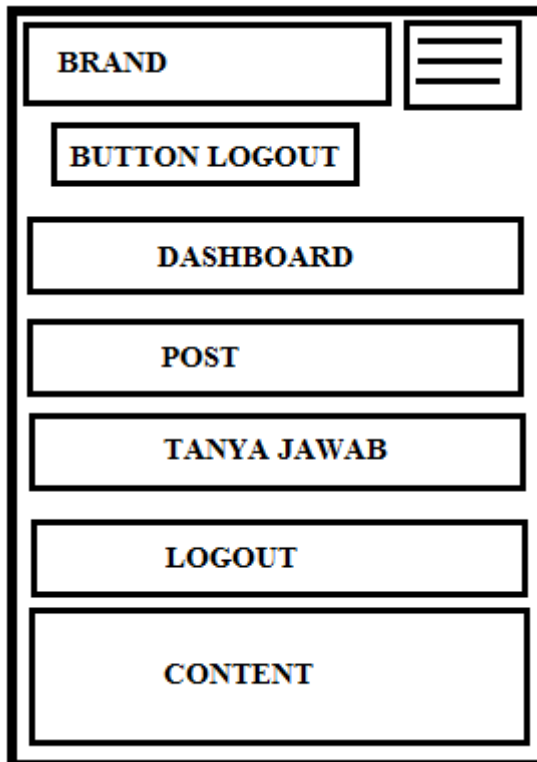 BRAND
BUTTON LOGOUT
DASHBOARD
POST
TANYA JAWAB
LOGOUT
CONTENT